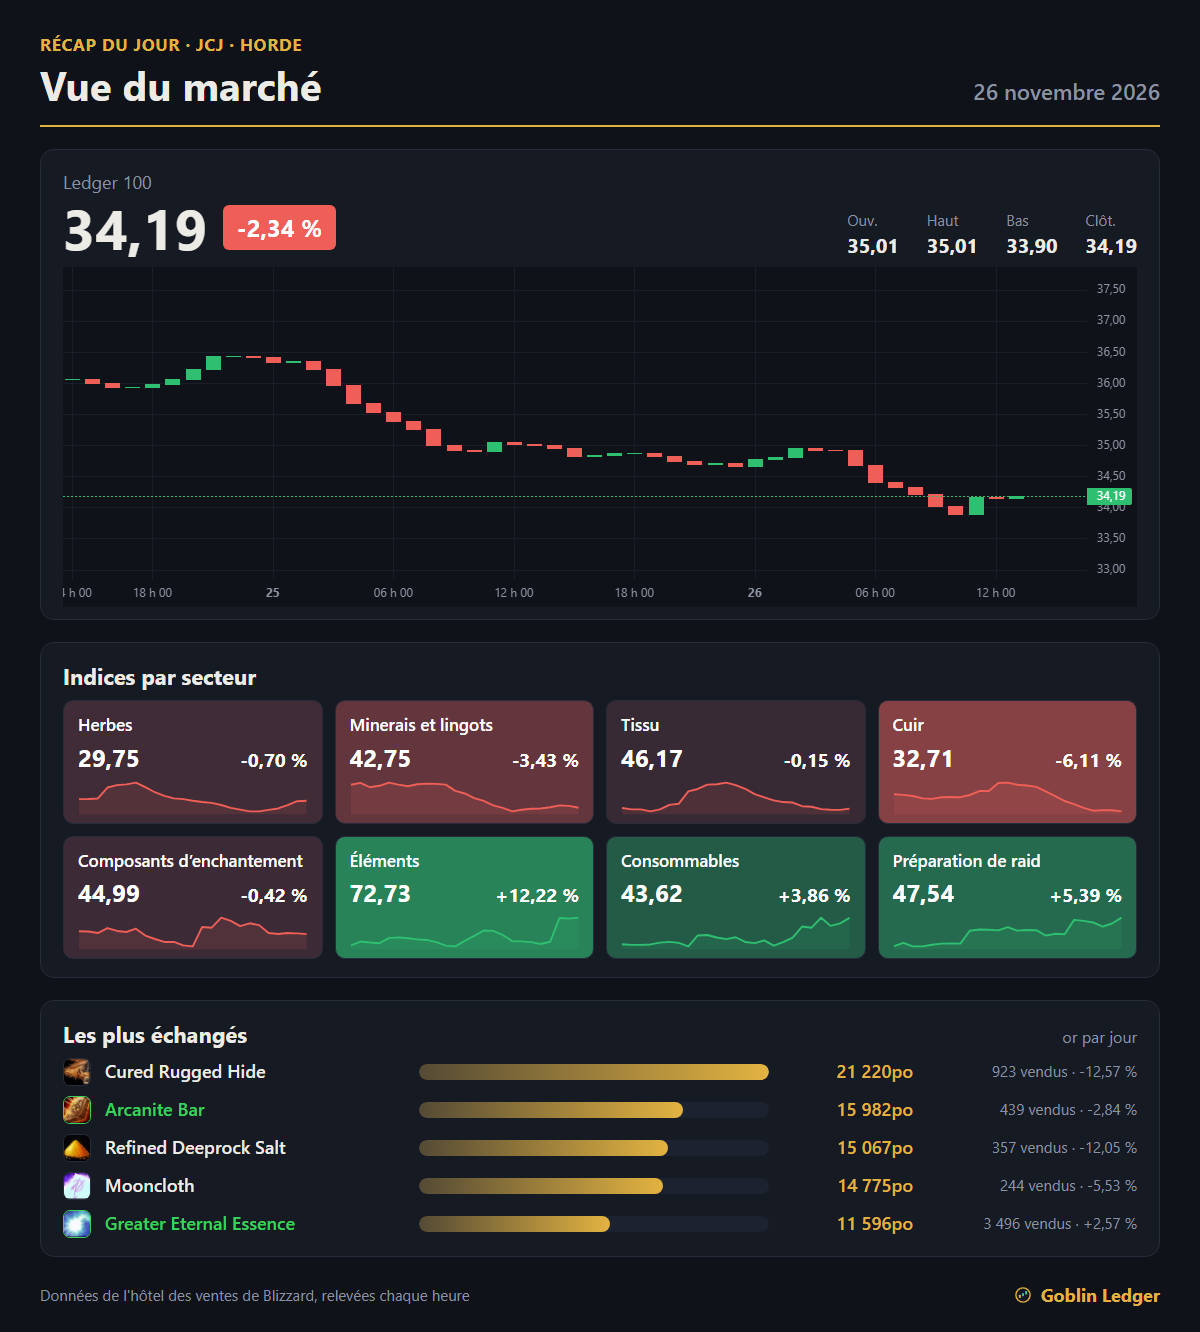 RÉCAP DU JOUR · JCJ · HORDE
Vue du marché
26 novembre 2026
Ledger 100
34,19 -2,34 %
Ouv. Haut Bas Clôt.
35,01 35,01 33,90 34,19
37,50
37,00
36,50
36,00
35,50
35,00
34,50
34,19
34,00
33,50
33,00
h 00 18 h 00 25 06 h 00 12 h 00 18 h 00 26 06 h 00 12 h 00
Indices par secteur
Herbes
29,75 -0,70 %
Minerais et lingots
42,75 -3,43 %
Tissu
46,17 -0,15 %
Cuir
32,71 -6,11 %
Composants d’enchantement
44,99 -0,42 %
Éléments
72,73 +12,22 %
Consommables
43,62 +3,86 %
Préparation de raid
47,54 +5,39 %
Les plus échangés
or par jour
Cured Rugged Hide 21 220po 923 vendus · -12,57 %
Arcanite Bar 15 982po 439 vendus · -2,84 %
Refined Deeprock Salt 15 067po 357 vendus · -12,05 %
Mooncloth 14 775po 244 vendus · -5,53 %
Greater Eternal Essence 11 596po 3 496 vendus · +2,57 %
Données de l'hôtel des ventes de Blizzard, relevées chaque heure
Goblin Ledger